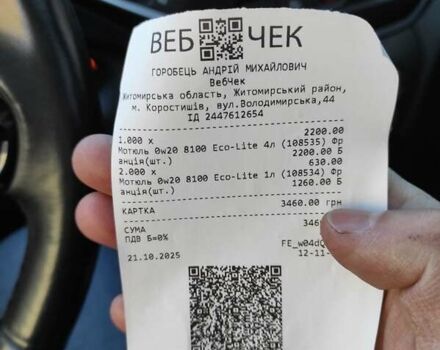 ВЕБ ЧЕК
ГОРОБЕЦЬ АНДРІЙ МИХАЙЛОВИЧ
ВебЧек
Житомирська область, Житомирський район,
м. Коростишів, вул.Володимирська,44
ІД 2447612654
1.000 x 2200.00
Мотюль 0w20 8100 Eco-Lite 4л (108535) Фр
анція(шт.) 2200.00 Б
2.000 x 630.00
Мотюль 0w20 8100 Eco-Lite 1л (108534) Фр
анція(шт.) 1260.00 Б
КАРТКА 3460.00 грн
СУМА
ПДВ Б=0%
21.10.2025